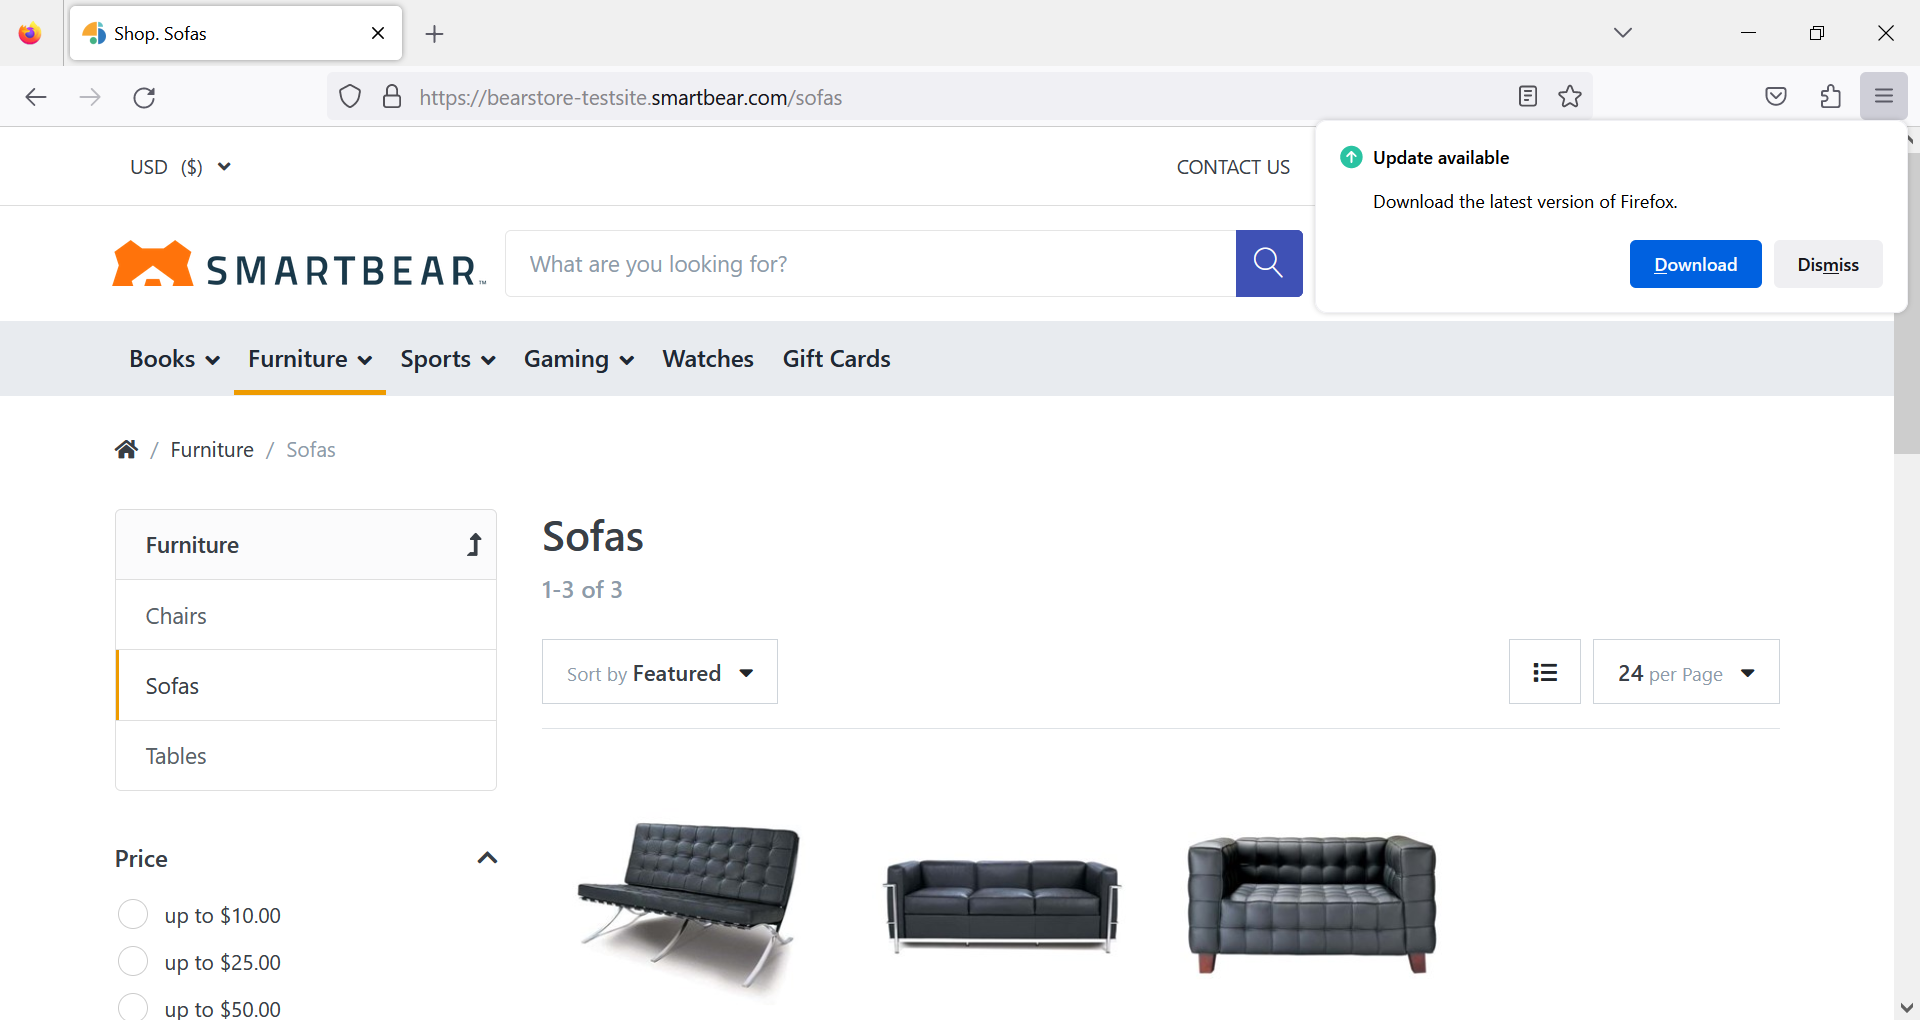 Shop. Sofas
https://bearstore-testsite.smartbear.com/sofas
Update available
Download the latest version of Firefox.
Download
Dismiss
USD ($)
CONTACT US
SMARTBEAR™
What are you looking for?
Books
Furniture
Sports
Gaming
Watches
Gift Cards
/ Furniture / Sofas
Furniture
Chairs
Sofas
Tables
Price
up to $10.00
up to $25.00
up to $50.00
Sofas
1-3 of 3
Sort by Featured
24 per Page